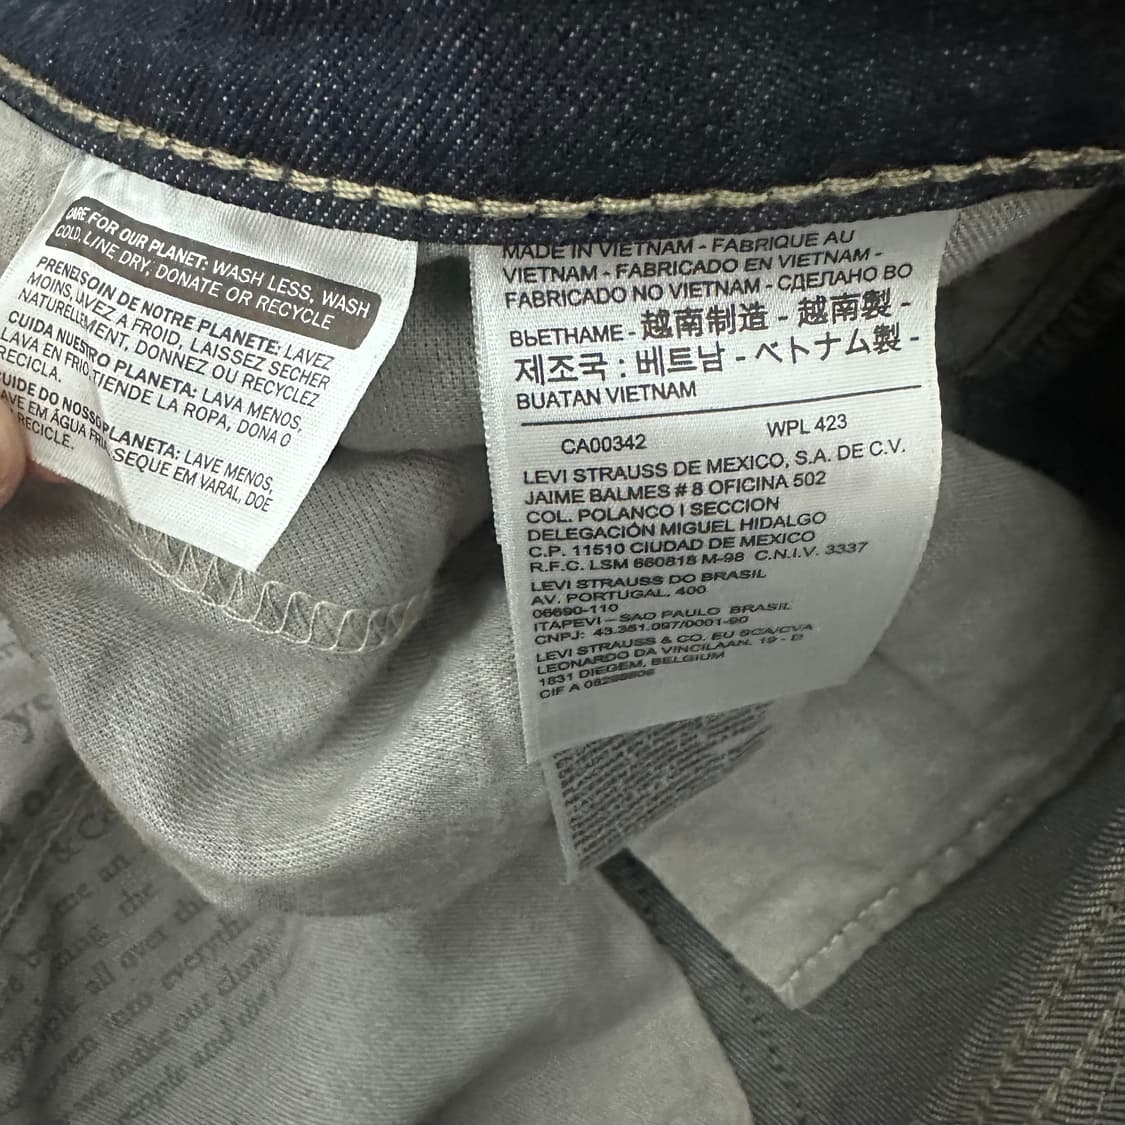 CARE FOR OUR PLANET: WASH LESS, WASH
COLD, LINE DRY, DONATE OR RECYCLE
PRENEZ SOIN DE NOTRE PLANETE: LAVEZ
MOINS, LAVEZ À FROID, LAISSEZ SÉCHER
NATURELLEMENT, DONNEZ OU RECYCLEZ
CUIDA NUESTRO PLANETA: LAVA MENOS,
LAVA EN FRIO, TIENDE LA ROPA, DONA O
RECICLA.
CUIDE DO NOSSO PLANETA: LAVE MENOS,
LAVE EM ÁGUA FRIA, SEQUE EM VARAL, DOE
RECICLE.
MADE IN VIETNAM - FABRIQUE AU
VIETNAM - FABRICADO EN VIETNAM -
FABRICADO NO VIETNAM - СДЕЛАНО ВО
ВЬЕТНАМЕ - 越南制造 - 越南製 -
제조국 : 베트남 - ベトナム製 -
BUATAN VIETNAM
CA00342 WPL 423
LEVI STRAUSS DE MEXICO, S.A. DE C.V.
JAIME BALMES # 8 OFICINA 502
COL. POLANCO I SECCION
DELEGACIÓN MIGUEL HIDALGO
C.P. 11510 CIUDAD DE MEXICO
R.F.C. LSM 660818 M-98 C.N.I.V. 3337
LEVI STRAUSS DO BRASIL
AV. PORTUGAL, 400
06690-110
ITAPEVI - SAO PAULO BRASIL
CNPJ: 43.351.097/0001-90
LEVI STRAUSS & CO. EU SCA/CVA
LEONARDO DA VINCILAAN, 19 - D
1831 DIEGEM, BELGIUM
CIF A